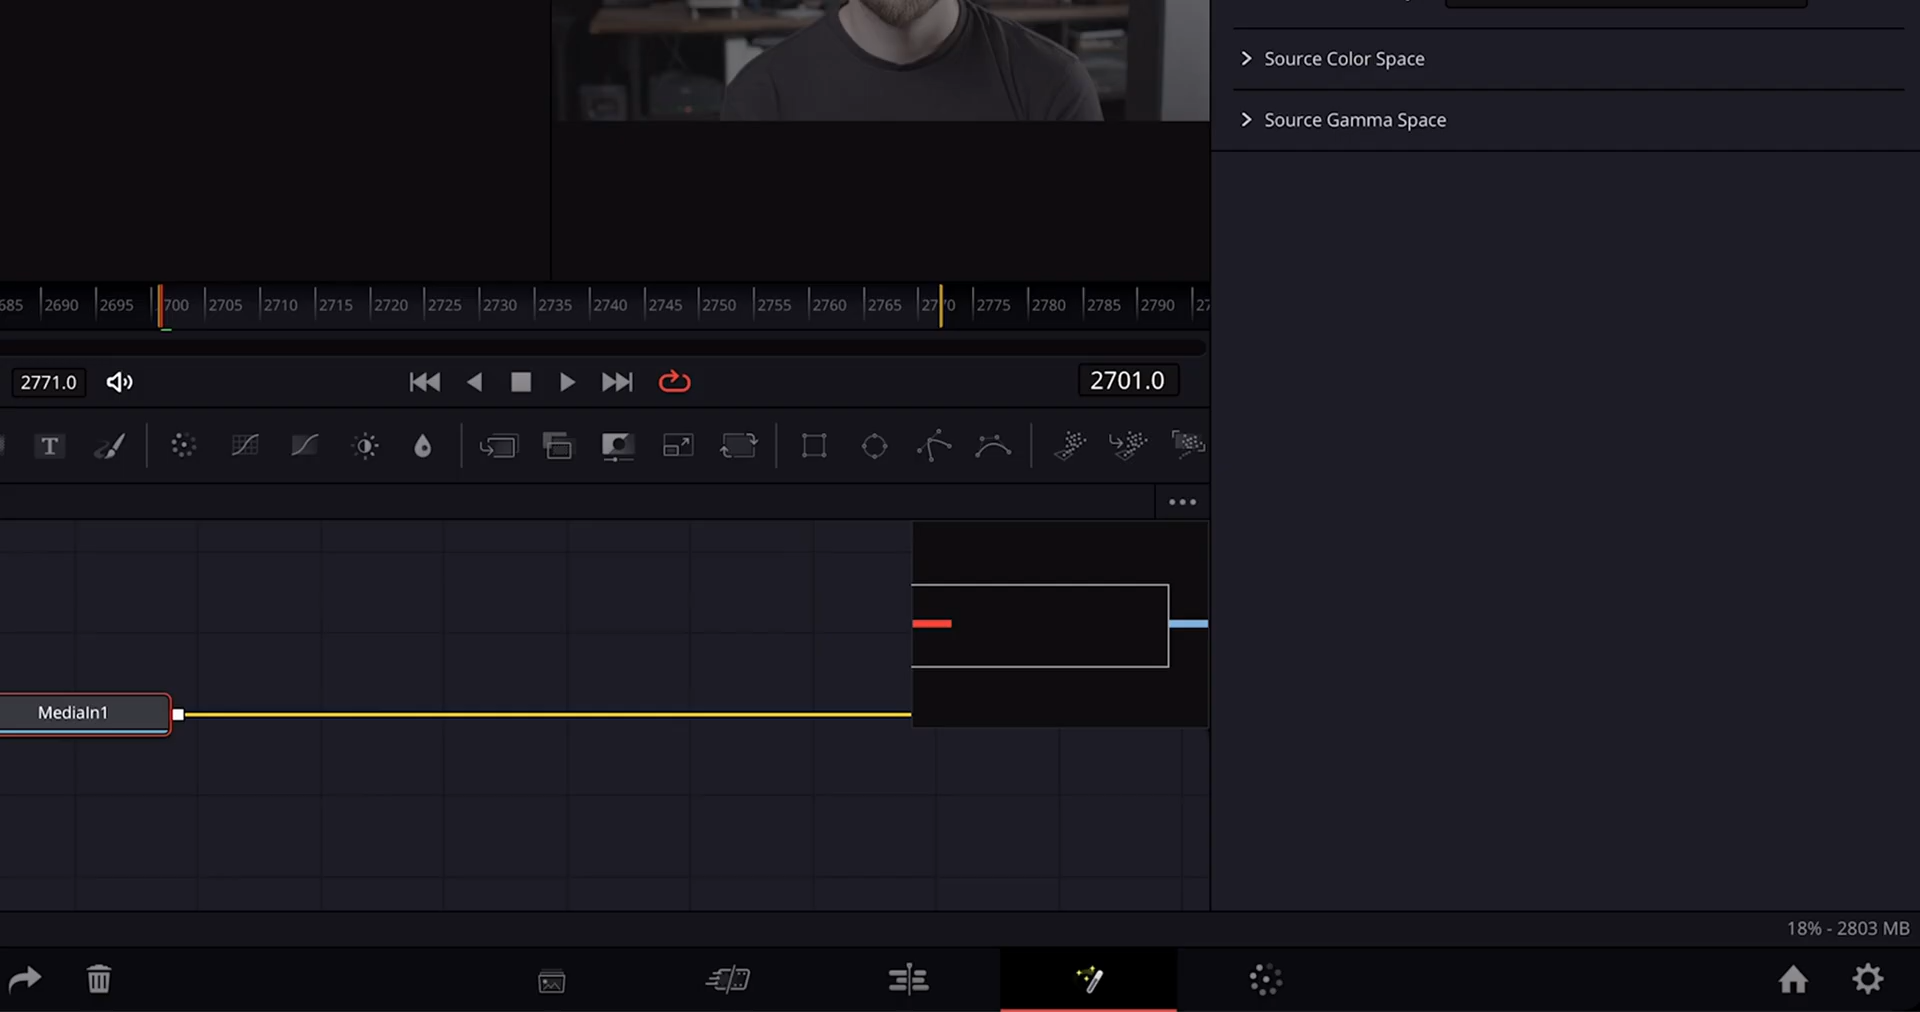 Source Color Space
Source Gamma Space
685 2690 2695 2700 2705 2710 2715 2720 2725 2730 2735 2740 2745 2750 2755 2760 2765 2770 2775 2780 2785 2790 27
2771.0
2701.0
T
MediaIn1
18% - 2803 MB